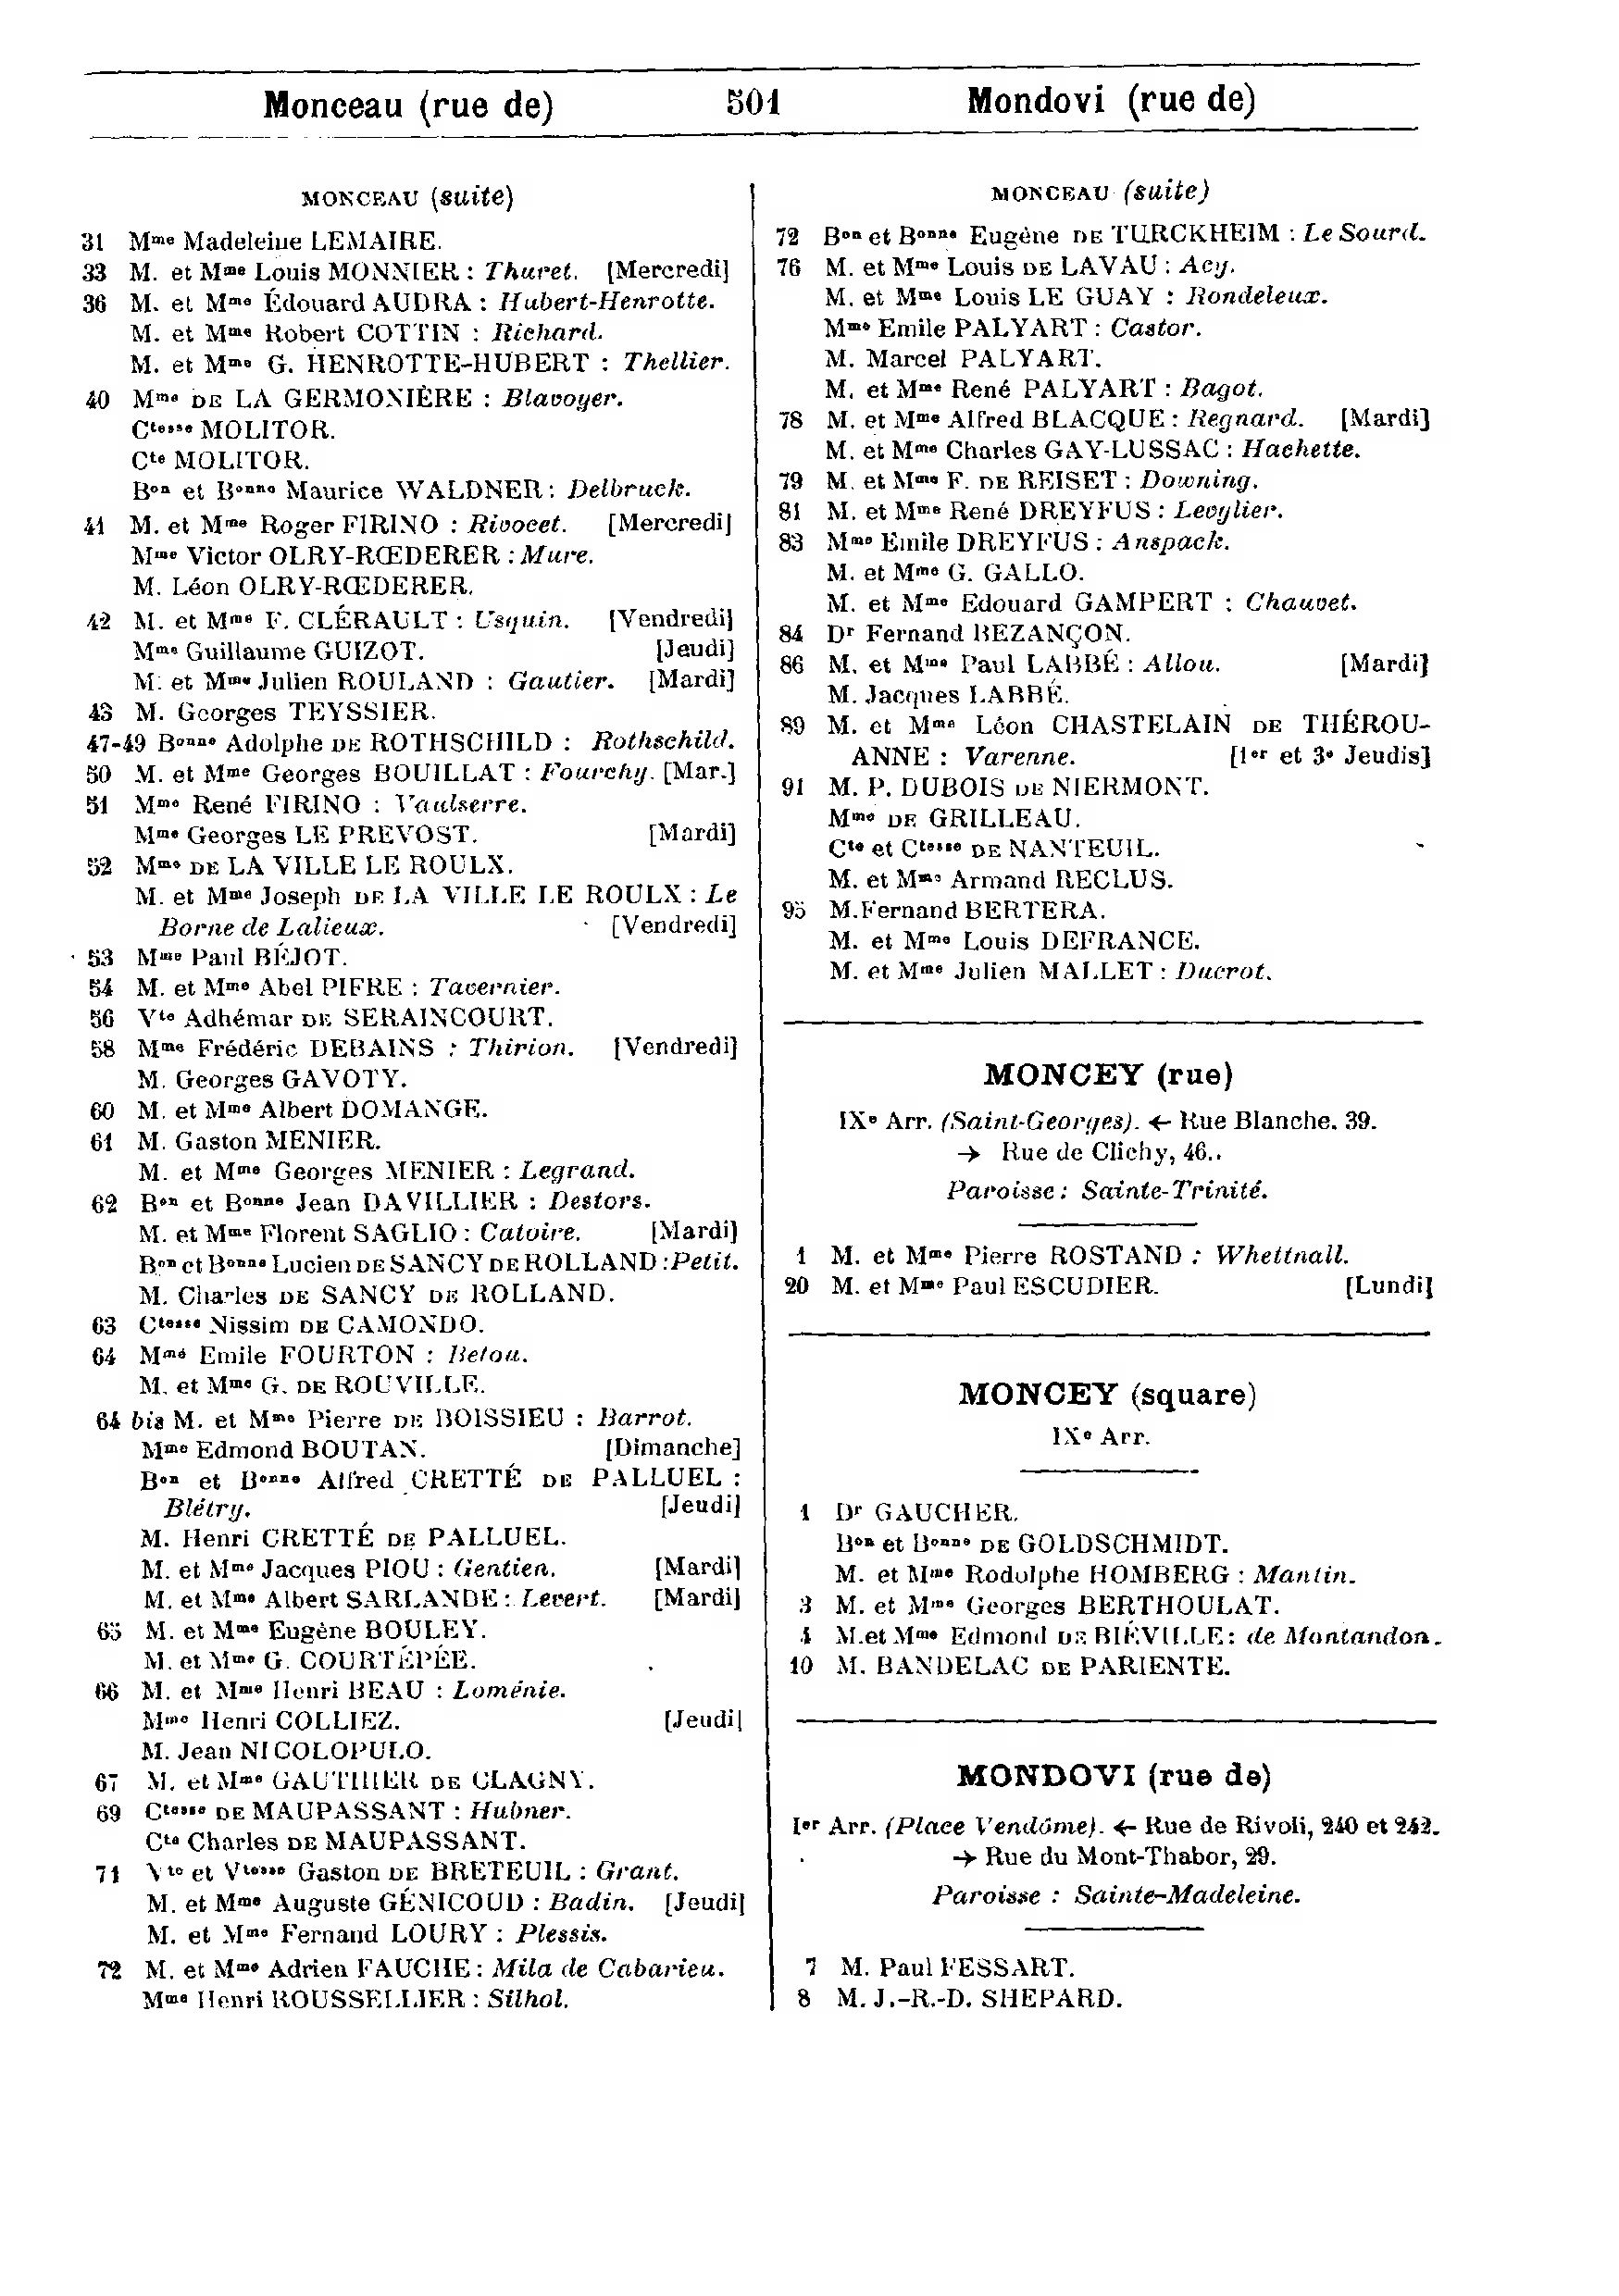 Monceau (rue de) 501 Mondovi (rue de)
MONCEAU (suite)
31 Mme Madeleine LEMAIRE.
33 M. et Mme Louis MONNIER : Thuret. [Mercredi]
36 M. et Mme Édouard AUDRA : Hubert-Henrotte.
M. et Mme Robert COTTIN : Richard.
M. et Mme G. HENROTTE-HUBERT : Thellier.
40 Mme DE LA GERMONIÈRE : Blavoyer.
Ctesse MOLITOR.
Cte MOLITOR.
Bon et Bonne Maurice WALDNER : Delbruck.
41 M. et Mme Roger FIRINO : Rivocet. [Mercredi]
Mme Victor OLRY-RŒDERER : Mure.
M. Léon OLRY-RŒDERER.
42 M. et Mme F. CLÉRAULT : Usquin. [Vendredi]
Mme Guillaume GUIZOT. [Jeudi]
M. et Mme Julien ROULAND : Gautier. [Mardi]
43 M. Georges TEYSSIER.
47-49 Bonne Adolphe DE ROTHSCHILD : Rothschild.
50 M. et Mme Georges BOUILLAT : Fourchy. [Mar.]
51 Mme René FIRINO : Vaulserre.
Mme Georges LE PREVOST. [Mardi]
52 Mme DE LA VILLE LE ROULX.
M. et Mme Joseph DE LA VILLE LE ROULX : Le
Borne de Lalieux. [Vendredi]
53 Mme Paul BÉJOT.
54 M. et Mme Abel PIFRE : Tavernier.
56 Vte Adhémar DE SERAINCOURT.
58 Mme Frédéric DEBAINS : Thirion. [Vendredi]
M. Georges GAVOTY.
60 M. et Mme Albert DOMANGE.
61 M. Gaston MENIER.
M. et Mme Georges MENIER : Legrand.
62 Bon et Bonne Jean DAVILLIER : Destors.
M. et Mme Florent SAGLIO : Catoire. [Mardi]
Bon et Bonne Lucien DE SANCY DE ROLLAND : Petit.
M. Charles DE SANCY DE ROLLAND.
63 Ctesse Nissim DE CAMONDO.
64 Mme Emile FOURTON : Betou.
M. et Mme G. DE ROUVILLE.
64 bis M. et Mme Pierre DE BOISSIEU : Barrot.
Mme Edmond BOUTAN. [Dimanche]
Bon et Bonne Alfred CRETTÉ DE PALLUEL :
Blétry. [Jeudi]
M. Henri CRETTÉ DE PALLUEL.
M. et Mme Jacques PIOU : Gentien. [Mardi]
M. et Mme Albert SARLANDE : Levert. [Mardi]
65 M. et Mme Eugène BOULEY.
M. et Mme G. COURTÉPÉE.
66 M. et Mme Henri BEAU : Loménie.
Mme Henri COLLIEZ. [Jeudi]
M. Jean NICOLOPULO.
67 M. et Mme GAUTHIER DE CLAGNY.
69 Ctesse DE MAUPASSANT : Hubner.
Cte Charles DE MAUPASSANT.
71 Vte et Vtesse Gaston DE BRETEUIL : Grant.
M. et Mme Auguste GÉNICOUD : Badin. [Jeudi]
M. et Mme Fernand LOURY : Plessis.
72 M. et Mme Adrien FAUCHE : Mila de Cabarieu.
Mme Henri ROUSSELLIER : Silhol.
MONCEAU (suite)
72 Bon et Bonne Eugène DE TURCKHEIM : Le Sourd.
76 M. et Mme Louis DE LAVAU : Acy.
M. et Mme Louis LE GUAY : Rondeleux.
Mme Emile PALYART : Castor.
M. Marcel PALYART.
M. et Mme René PALYART : Bagot.
78 M. et Mme Alfred BLACQUE : Regnard. [Mardi]
M. et Mme Charles GAY-LUSSAC : Hachette.
79 M. et Mme F. DE REISET : Downing.
81 M. et Mme René DREYFUS : Levylier.
83 Mme Emile DREYFUS : Anspack.
M. et Mme G. GALLO.
M. et Mme Edouard GAMPERT : Chauvet.
84 Dr Fernand BEZANÇON.
86 M. et Mme Paul LABBÉ : Allou. [Mardi]
M. Jacques LABBÉ.
89 M. et Mme Léon CHASTELAIN DE THÉROU-
ANNE : Varenne. [1er et 3e Jeudis]
91 M. P. DUBOIS DE NIERMONT.
Mme DE GRILLEAU.
Cte et Ctesse DE NANTEUIL.
M. et Mme Armand RECLUS.
95 M. Fernand BERTERA.
M. et Mme Louis DEFRANCE.
M. et Mme Julien MALLET : Ducrot.
MONCEY (rue)
IXe Arr. (Saint-Georges). ← Rue Blanche. 39.
→ Rue de Clichy, 46..
Paroisse : Sainte-Trinité.
1 M. et Mme Pierre ROSTAND : Whettnall.
20 M. et Mme Paul ESCUDIER. [Lundi]
MONCEY (square)
IXe Arr.
1 Dr GAUCHER.
Bon et Bonne DE GOLDSCHMIDT.
M. et Mme Rodolphe HOMBERG : Mantin.
3 M. et Mme Georges BERTHOULAT.
4 M. et Mme Edmond DE BIÉVILLE : de Montandon.
10 M. BANDELAC DE PARIENTE.
MONDOVI (rue de)
Ier Arr. (Place Vendôme). ← Rue de Rivoli, 240 et 242.
→ Rue du Mont-Thabor, 29.
Paroisse : Sainte-Madeleine.
7 M. Paul FESSART.
8 M. J.-R.-D. SHEPARD.